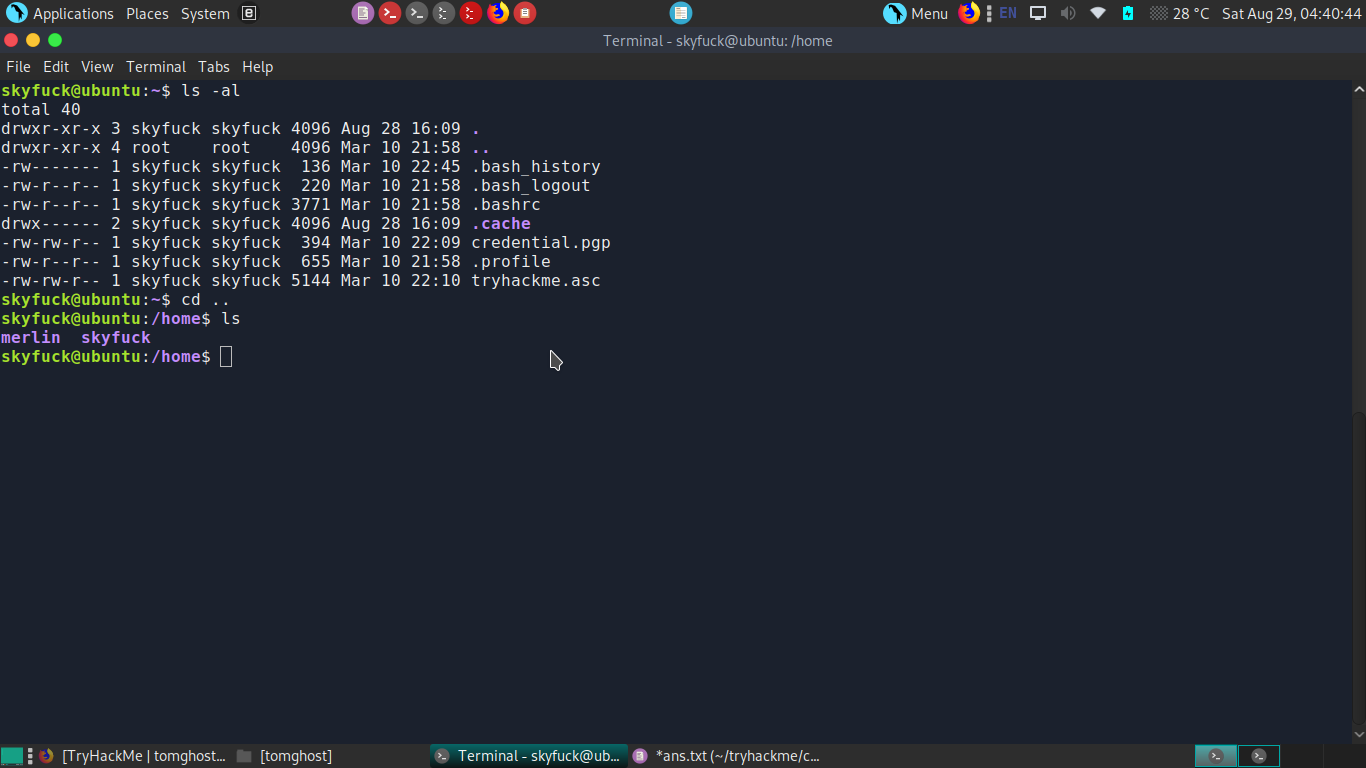 Applications Places System
Menu EN 28 °C Sat Aug 29, 04:40:44
Terminal - skyfuck@ubuntu: /home
File Edit View Terminal Tabs Help
skyfuck@ubuntu:~$ ls -al
total 40
drwxr-xr-x 3 skyfuck skyfuck 4096 Aug 28 16:09 .
drwxr-xr-x 4 root    root    4096 Mar 10 21:58 ..
-rw------- 1 skyfuck skyfuck  136 Mar 10 22:45 .bash_history
-rw-r--r-- 1 skyfuck skyfuck  220 Mar 10 21:58 .bash_logout
-rw-r--r-- 1 skyfuck skyfuck 3771 Mar 10 21:58 .bashrc
drwx------ 2 skyfuck skyfuck 4096 Aug 28 16:09 .cache
-rw-rw-r-- 1 skyfuck skyfuck  394 Mar 10 22:09 credential.pgp
-rw-r--r-- 1 skyfuck skyfuck  655 Mar 10 21:58 .profile
-rw-rw-r-- 1 skyfuck skyfuck 5144 Mar 10 22:10 tryhackme.asc
skyfuck@ubuntu:~$ cd ..
skyfuck@ubuntu:/home$ ls
merlin  skyfuck
skyfuck@ubuntu:/home$
[TryHackMe | tomghost... [tomghost] Terminal - skyfuck@ub... *ans.txt (~/tryhackme/c...